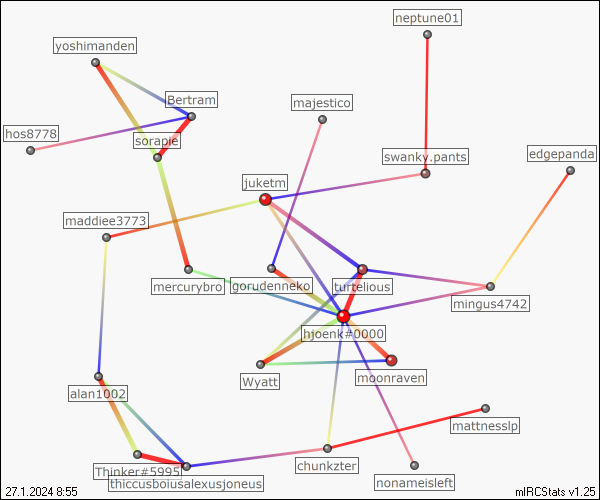 neptune01
yoshimanden
Bertram
majestico
hos8778
sorapie
swanky.pants
edgepanda
juketm
maddiee3773
mercurybro
gorudenneko
turtelious
mingus4742
hjoenk#0000
Wyatt
moonraven
alan1002
mattnesslp
Thinker#5995
chunkzter
thiccusboiusalexusjoneus
nonameisleft
27.1.2024 8:55
mIRCStats v1.25